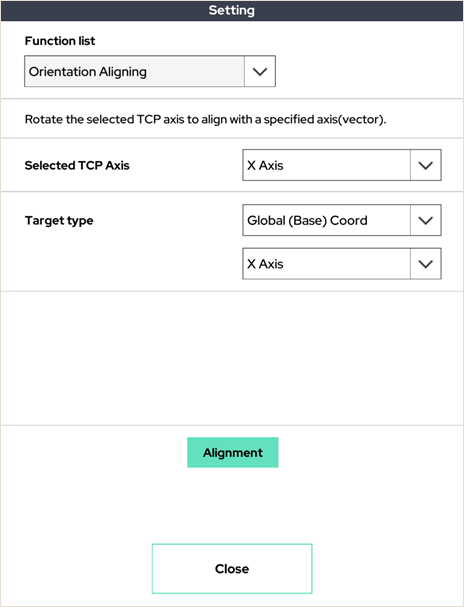 Setting
Function list
Orientation Aligning
Rotate the selected TCP axis to align with a specified axis(vector).
Selected TCP Axis
X Axis
Target type
Global (Base) Coord
X Axis
Alignment
Close